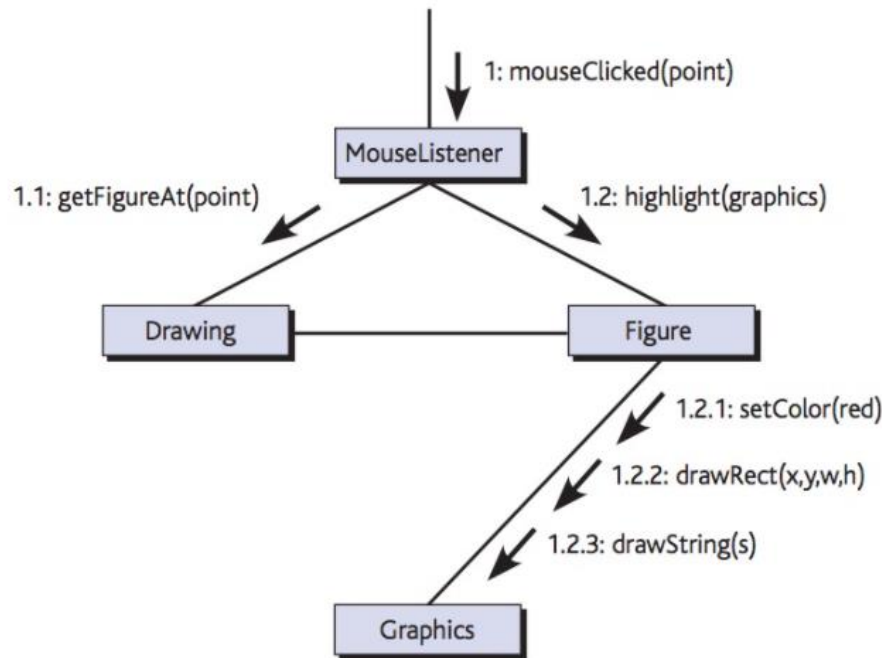 1: mouseClicked(point)
MouseListener
1.1: getFigureAt(point)
1.2: highlight(graphics)
Drawing
Figure
1.2.1: setColor(red)
1.2.2: drawRect(x,y,w,h)
1.2.3: drawString(s)
Graphics